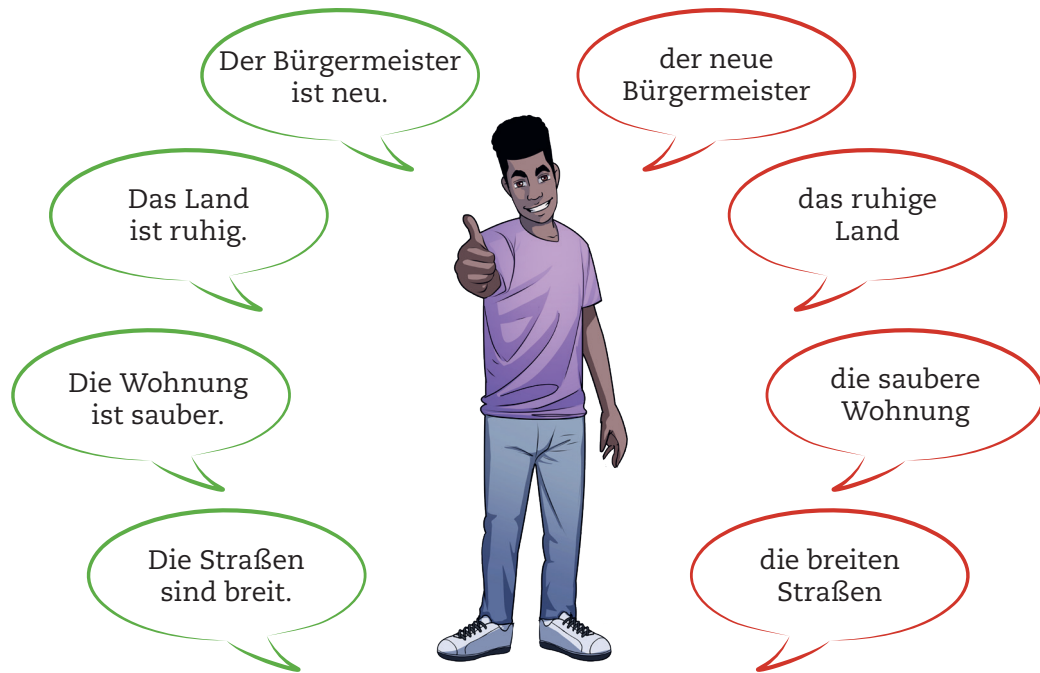 Der Bürgermeister
ist neu.
der neue
Bürgermeister
Das Land
ist ruhig.
das ruhige
Land
Die Wohnung
ist sauber.
die saubere
Wohnung
Die Straßen
sind breit.
die breiten
Straßen